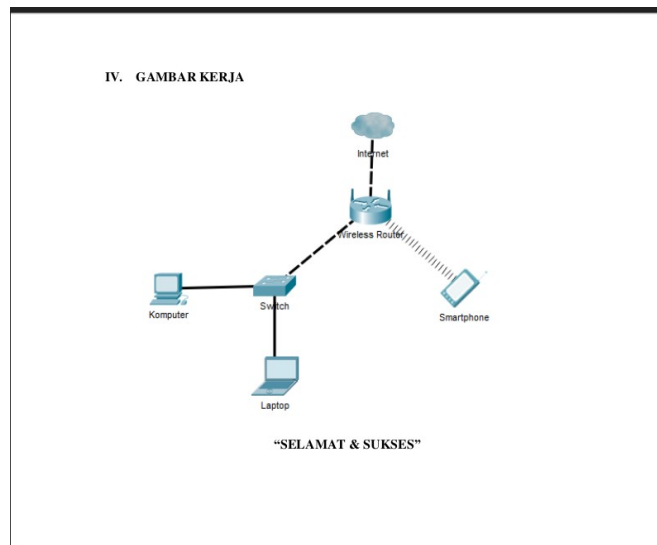 IV. GAMBAR KERJA
Internet
Wireless Router
Switch
Komputer
Smartphone
Laptop
“SELAMAT & SUKSES”